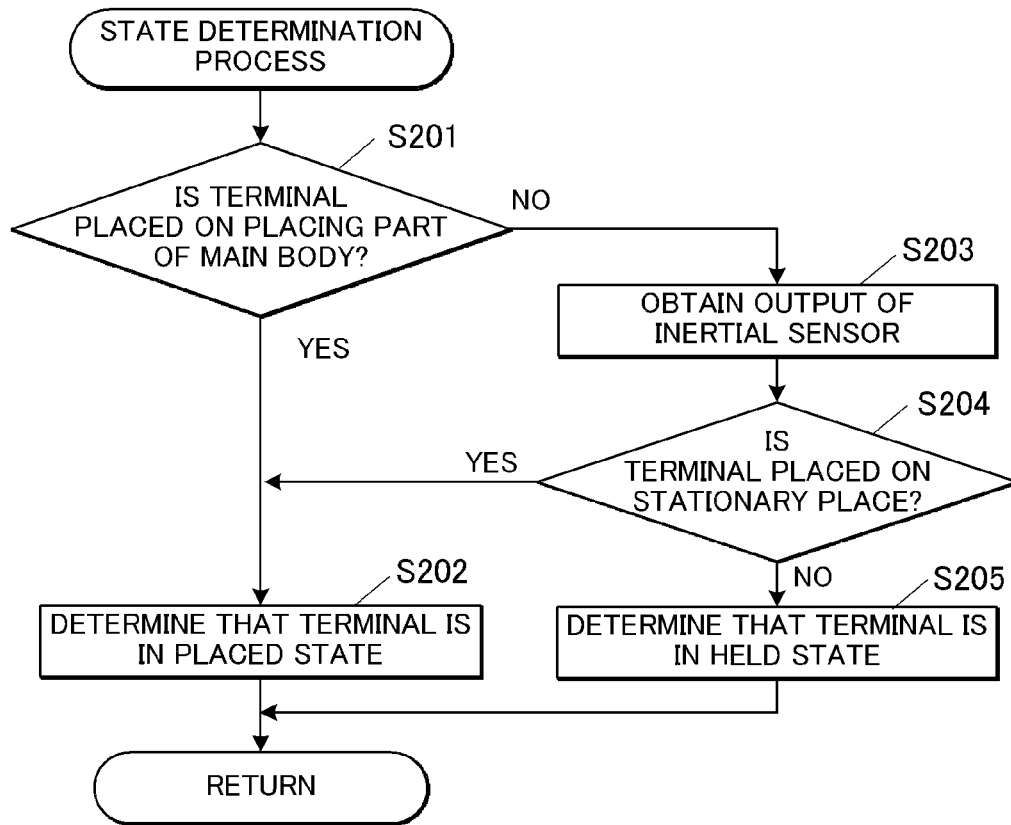 STATE DETERMINATION
PROCESS
S201
IS TERMINAL
PLACED ON PLACING PART
OF MAIN BODY?
NO
YES
S203
OBTAIN OUTPUT OF
INERTIAL SENSOR
S204
IS
TERMINAL PLACED ON
STATIONARY PLACE?
YES
NO
S202
DETERMINE THAT TERMINAL IS
IN PLACED STATE
S205
DETERMINE THAT TERMINAL IS
IN HELD STATE
RETURN